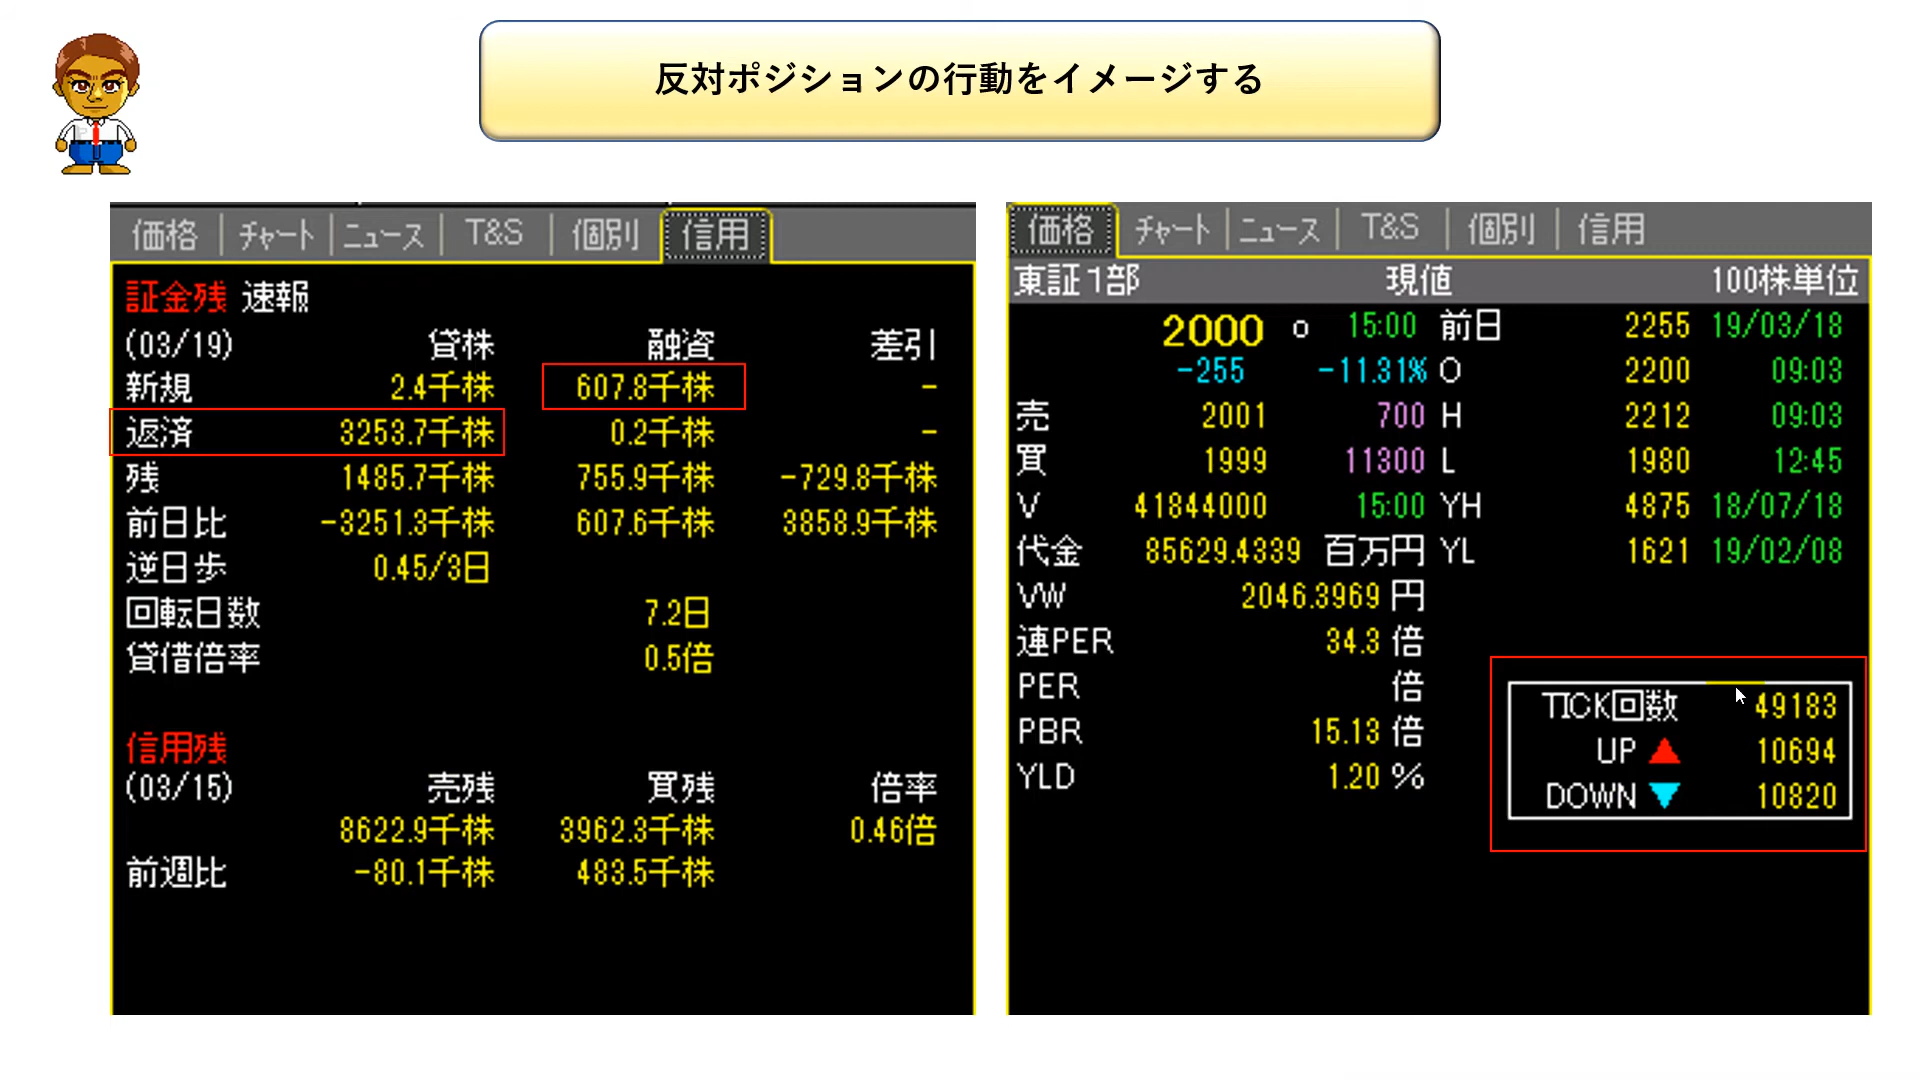 反対ポジションの行動をイメージする
価格 チャート ニュース T&S 個別 信用
証金残 速報
(03/19) 貸株 融資 差引
新規 2.4千株 607.8千株 -
返済 3253.7千株 0.2千株 -
残 1485.7千株 755.9千株 -729.8千株
前日比 -3251.3千株 607.6千株 3858.9千株
逆日歩 0.45/3日
回転日数 7.2日
貸借倍率 0.5倍
信用残
(03/15) 売残 買残 倍率
8622.9千株 3962.3千株 0.46倍
前週比 -80.1千株 483.5千株
価格 チャート ニュース T&S 個別 信用
東証1部 現値 100株単位
2000 o 15:00 前日 2255 19/03/18
-255 -11.31% O 2200 09:03
売 2001 700 H 2212 09:03
買 1999 11300 L 1980 12:45
V 41844000 15:00 YH 4875 18/07/18
代金 85629.4339 百万円 YL 1621 19/02/08
VW 2046.3969 円
連PER 34.3 倍
PER 倍
PBR 15.13 倍
YLD 1.20 %
TICK回数 49183
UP ▲ 10694
DOWN ▼ 10820